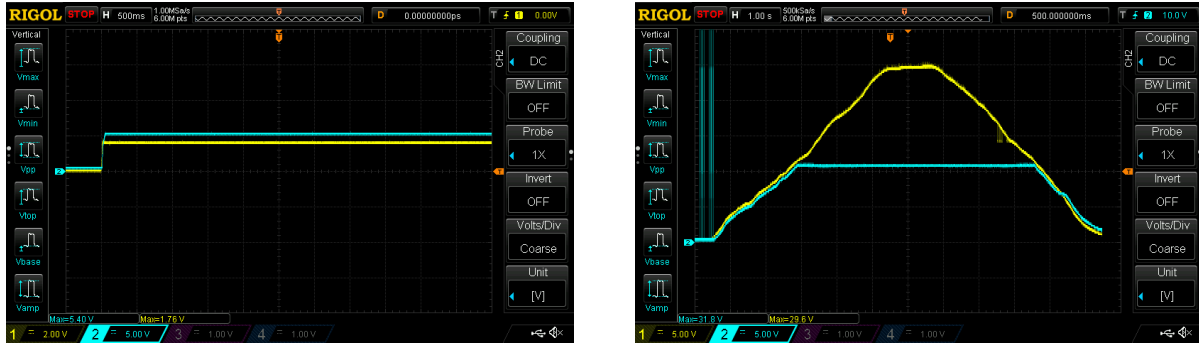 RIGOL STOP H 500ms 1.00MSa/s 6.00M pts D 0.00000000ps T 1 0.00V
Vertical
Vmax
Vmin
Vpp
Vtop
Vbase
Vamp
T
2
T
CH2
Coupling
DC
BW Limit
OFF
Probe
1X
Invert
OFF
Volts/Div
Coarse
Unit
[V]
Max=5.40 V Max=1.76 V
1 = 2.00 V 2 = 5.00 V 3 = 1.00 V 4 = 1.00 V
RIGOL STOP H 1.00 s 500kSa/s 6.00M pts D 500.000000ms T 2 10.0 V
Vertical
Vmax
Vmin
Vpp
Vtop
Vbase
Vamp
T
2
T
CH2
Coupling
DC
BW Limit
OFF
Probe
1X
Invert
OFF
Volts/Div
Coarse
Unit
[V]
Max=31.8 V Max=29.6 V
1 = 5.00 V 2 = 5.00 V 3 = 1.00 V 4 = 1.00 V